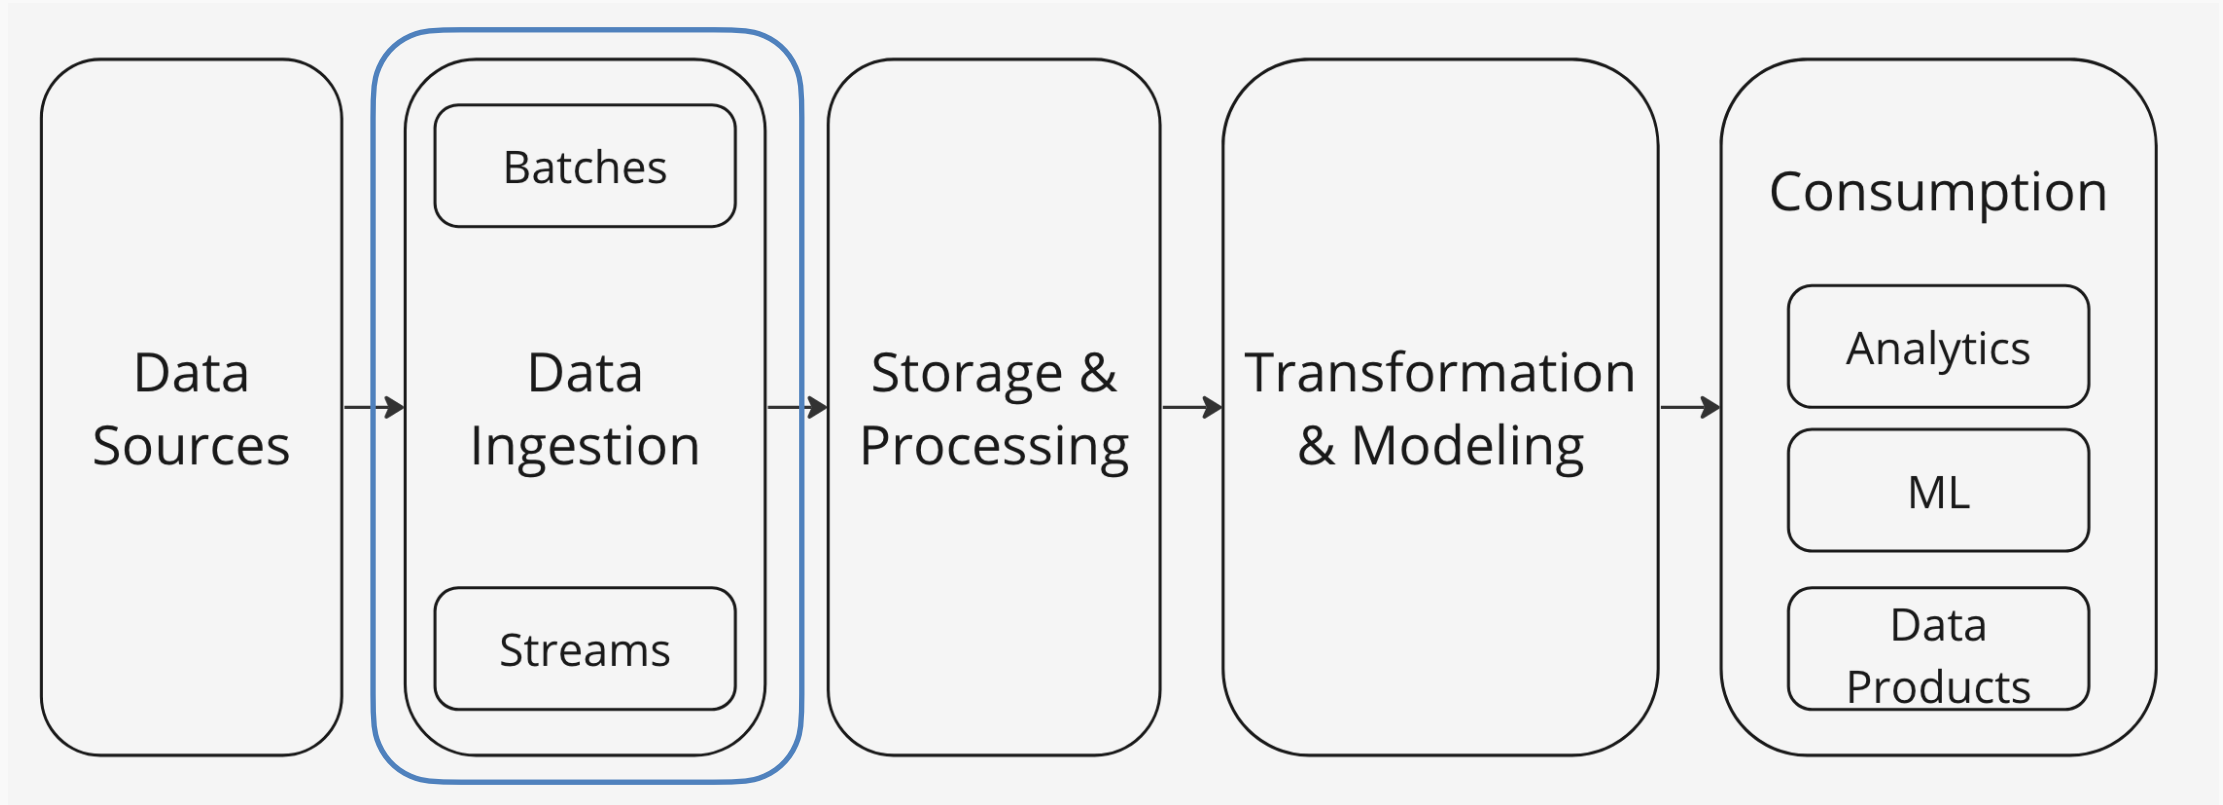 Data
Sources
Batches
Data
Ingestion
Streams
Storage &
Processing
Transformation
& Modeling
Consumption
Analytics
ML
Data
Products